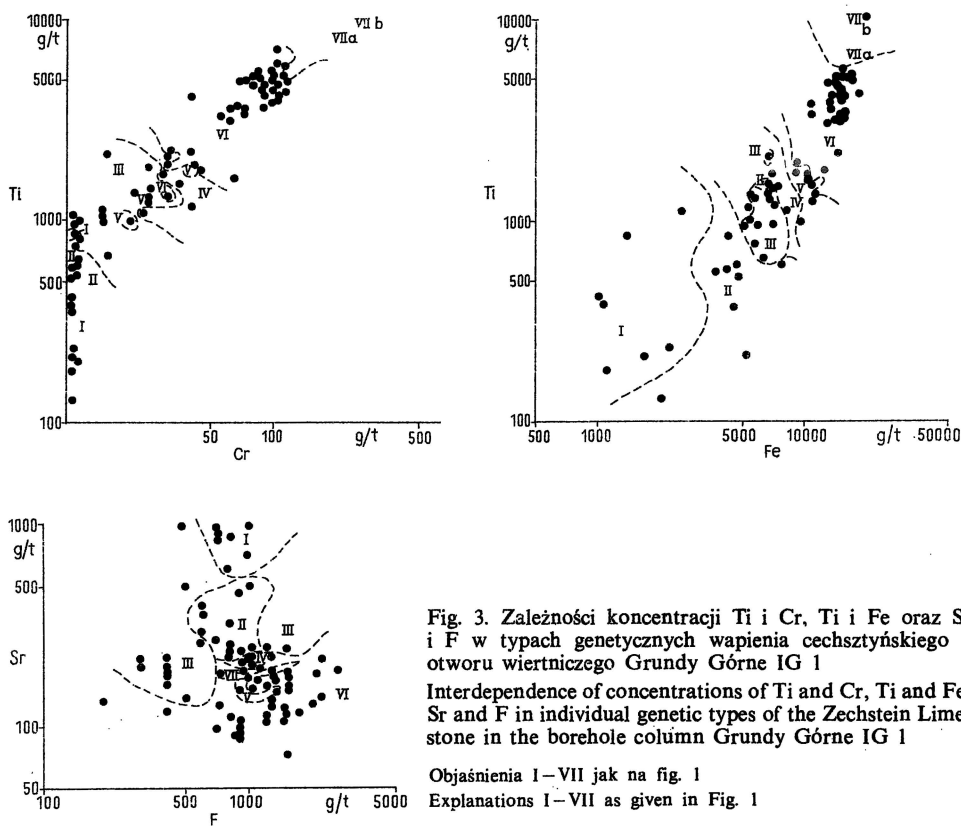 10000
g/t
5000
Ti
1000
500
100
VII b
VIIa
VI
III
V
VI
IV
V
V
I
II
II
I
50
100
g/t
500
Cr
10000
g/t
5000
Ti
1000
500
100
VII
b
VIIa
VI
III
V
IV
III
II
I
500
1000
5000
10000
g/t
50000
Fe
1000
g/t
500
Sr
100
50
I
II
III
III
IV
VII
V
VI
100
500
1000
g/t
5000
F
Fig. 3. Zależności koncentracji Ti i Cr, Ti i Fe oraz S
i F w typach genetycznych wapienia cechsztyńskiego
otworu wiertniczego Grundy Górne IG 1
Interdependence of concentrations of Ti and Cr, Ti and Fe
Sr and F in individual genetic types of the Zechstein Lime
stone in the borehole column Grundy Górne IG 1
Objaśnienia I–VII jak na fig. 1
Explanations I–VII as given in Fig. 1